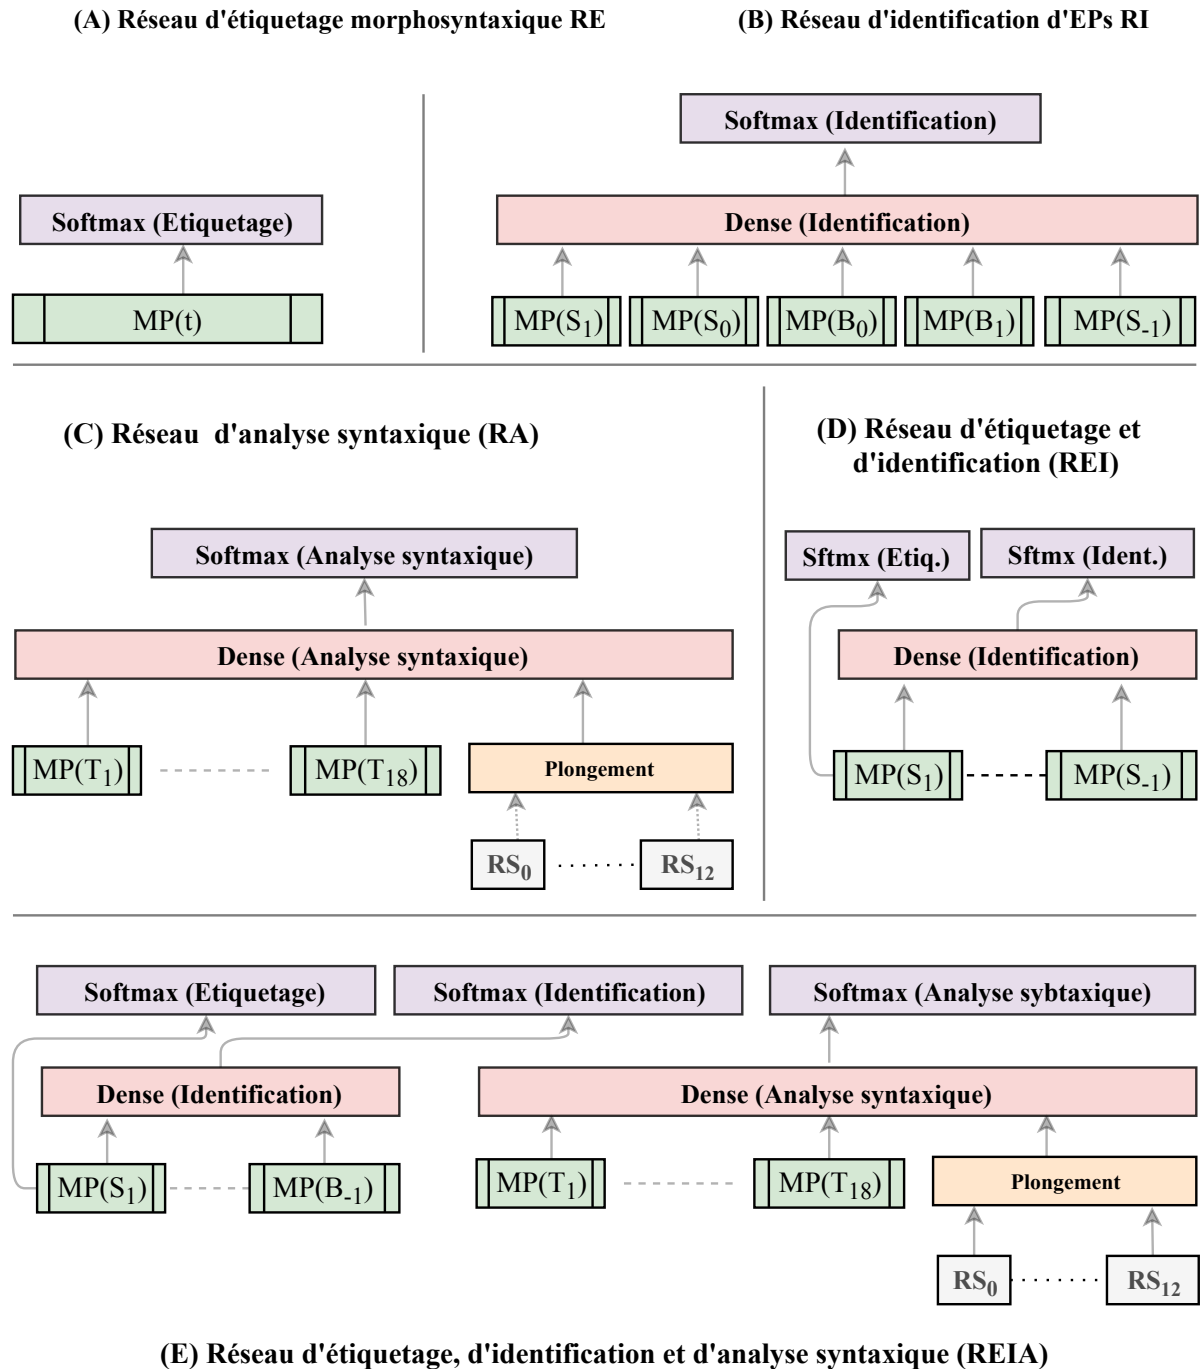 (A) Réseau d'étiquetage morphosyntaxique RE
(B) Réseau d'identification d'EPs RI
Softmax (Etiquetage)
MP(t)
Softmax (Identification)
Dense (Identification)
MP(S1) MP(S0) MP(B0) MP(B1) MP(S-1)
(C) Réseau d'analyse syntaxique (RA)
Softmax (Analyse syntaxique)
Dense (Analyse syntaxique)
MP(T1) MP(T18) Plongement
RS0 RS12
(D) Réseau d'étiquetage et
d'identification (REI)
Sftmx (Etiq.) Sftmx (Ident.)
Dense (Identification)
MP(S1) MP(S-1)
Softmax (Etiquetage) Softmax (Identification) Softmax (Analyse sybtaxique)
Dense (Identification) Dense (Analyse syntaxique)
MP(S1) MP(B-1) MP(T1) MP(T18) Plongement
RS0 RS12
(E) Réseau d'étiquetage, d'identification et d'analyse syntaxique (REIA)